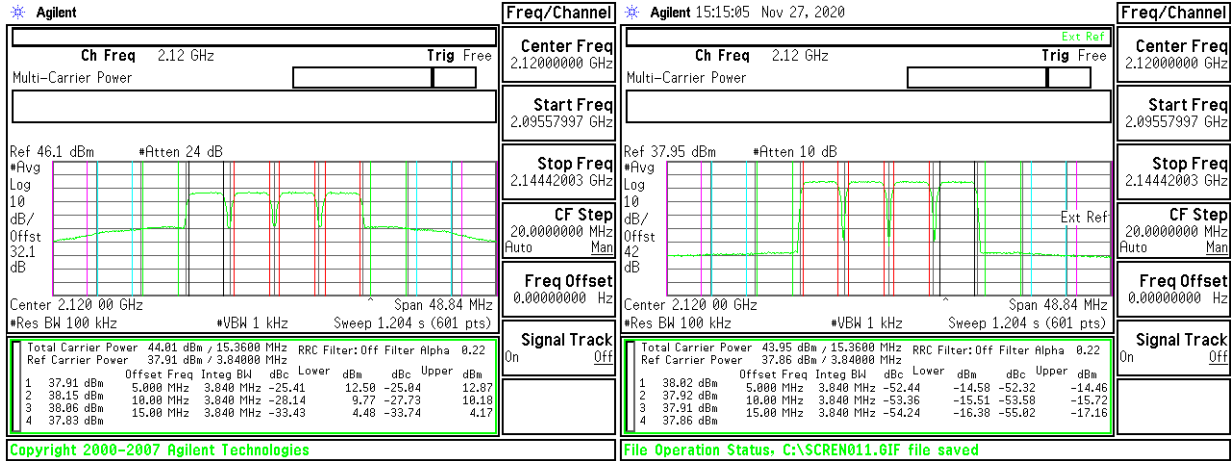 Agilent
Freq/Channel
Ch Freq 2.12 GHz
Trig Free
Multi-Carrier Power
Ref 46.1 dBm #Atten 24 dB
#Avg
Log
10
dB/
Offst
32.1
dB
Center 2.120 00 GHz Span 48.84 MHz
#Res BW 100 kHz #VBW 1 kHz Sweep 1.204 s (601 pts)
Total Carrier Power 44.01 dBm / 15.3600 MHz RRC Filter: Off Filter Alpha 0.22
Ref Carrier Power 37.91 dBm / 3.84000 MHz
Lower Upper
Offset Freq Integ BW dBc dBm dBc dBm
1 37.91 dBm 5.000 MHz 3.840 MHz -25.41 12.50 -25.04 12.87
2 38.15 dBm 10.00 MHz 3.840 MHz -28.14 9.77 -27.73 10.18
3 38.06 dBm 15.00 MHz 3.840 MHz -33.43 4.48 -33.74 4.17
4 37.83 dBm
Copyright 2000-2007 Agilent Technologies
Center Freq
2.12000000 GHz
Start Freq
2.09557997 GHz
Stop Freq
2.14442003 GHz
CF Step
20.0000000 MHz
Auto Man
Freq Offset
0.00000000 Hz
Signal Track
On Off
Agilent 15:15:05 Nov 27, 2020
Freq/Channel
Ext Ref
Ch Freq 2.12 GHz
Trig Free
Multi-Carrier Power
Ref 37.95 dBm #Atten 10 dB
#Avg
Log
10
dB/
Offst
42
dB
Ext Ref
Center 2.120 00 GHz Span 48.84 MHz
#Res BW 100 kHz #VBW 1 kHz Sweep 1.204 s (601 pts)
Total Carrier Power 43.95 dBm / 15.3600 MHz RRC Filter: Off Filter Alpha 0.22
Ref Carrier Power 37.86 dBm / 3.84000 MHz
Lower Upper
Offset Freq Integ BW dBc dBm dBc dBm
1 38.02 dBm 5.000 MHz 3.840 MHz -52.44 -14.58 -52.32 -14.46
2 37.92 dBm 10.00 MHz 3.840 MHz -53.36 -15.51 -53.58 -15.72
3 37.91 dBm 15.00 MHz 3.840 MHz -54.24 -16.38 -55.02 -17.16
4 37.86 dBm
File Operation Status, C:\SCREN011.GIF file saved
Center Freq
2.12000000 GHz
Start Freq
2.09557997 GHz
Stop Freq
2.14442003 GHz
CF Step
20.0000000 MHz
Auto Man
Freq Offset
0.00000000 Hz
Signal Track
On Off